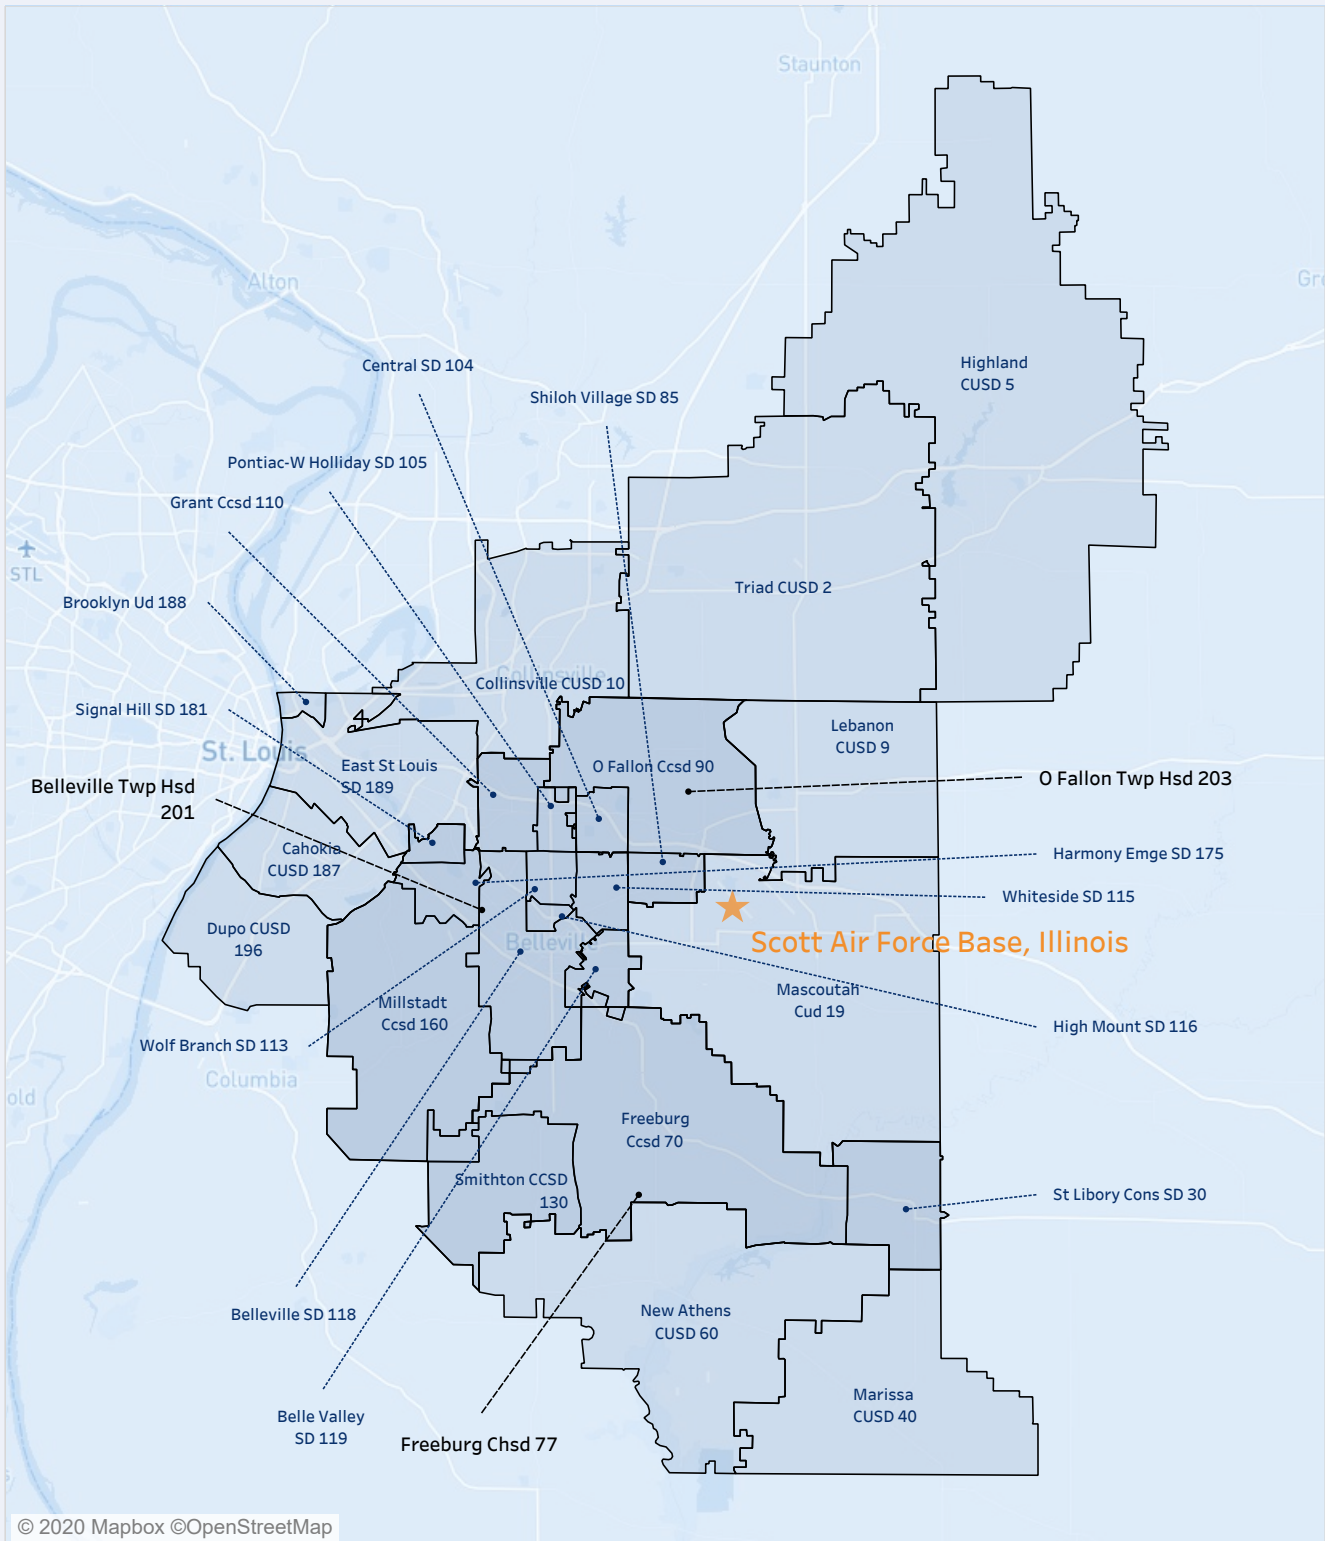 Staunton
Alton
Gre
Central SD 104
Highland
CUSD 5
Shiloh Village SD 85
Pontiac-W Holliday SD 105
Grant Ccsd 110
STL
Triad CUSD 2
Brooklyn Ud 188
Collinsville
Collinsville CUSD 10
Signal Hill SD 181
Lebanon
CUSD 9
St. Louis
East St Louis
SD 189
O Fallon Ccsd 90
O Fallon Twp Hsd 203
Belleville Twp Hsd
201
Cahokia
CUSD 187
Harmony Emge SD 175
Whiteside SD 115
Dupo CUSD
196
Belleville
Scott Air Force Base, Illinois
Millstadt
Ccsd 160
Mascoutah
Cud 19
High Mount SD 116
Wolf Branch SD 113
Columbia
old
Freeburg
Ccsd 70
Smithton CCSD
130
St Libory Cons SD 30
Belleville SD 118
New Athens
CUSD 60
Marissa
CUSD 40
Belle Valley
SD 119
Freeburg Chsd 77
© 2020 Mapbox ©OpenStreetMap